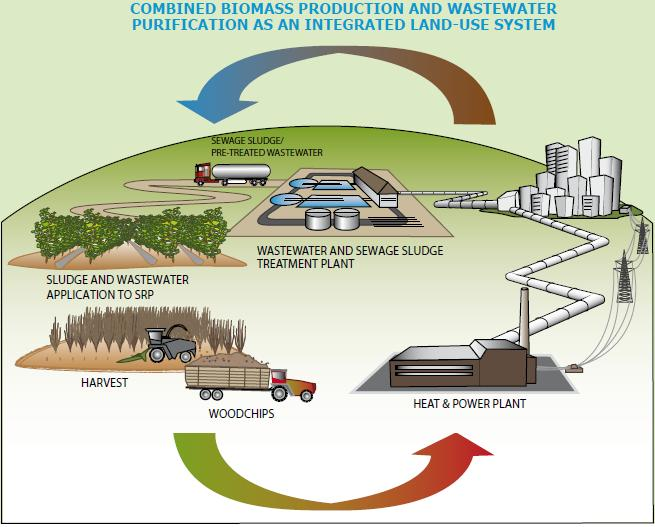 COMBINED BIOMASS PRODUCTION AND WASTEWATER
PURIFICATION AS AN INTEGRATED LAND-USE SYSTEM
SEWAGE SLUDGE/
PRE-TREATED WASTEWATER
WASTEWATER AND SEWAGE SLUDGE
TREATMENT PLANT
SLUDGE AND WASTEWATER
APPLICATION TO SRP
HARVEST
WOODCHIPS
HEAT & POWER PLANT